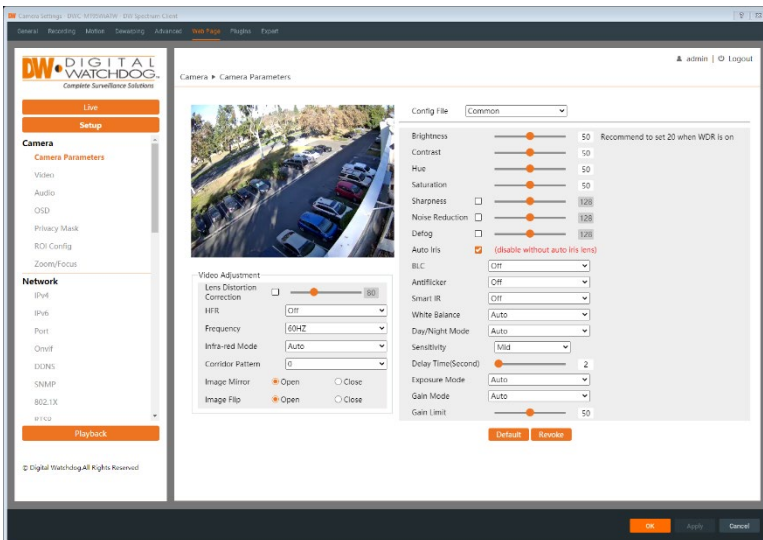 Camera Settings - DWC-MV95WiATW - DW Spectrum Client
General Recording Motion Dewarping Advanced Web Page Plugins Expert
DW DIGITAL WATCHDOG
Complete Surveillance Solutions
admin | Logout
Camera ▸ Camera Parameters
Live
Setup
Camera
Camera Parameters
Video
Audio
OSD
Privacy Mask
ROI Config
Zoom/Focus
Network
IPv4
IPv6
Port
Onvif
DDNS
SNMP
802.1X
Playback
© Digital Watchdog.All Rights Reserved
Video Adjustment
Lens Distortion Correction 80
HFR Off
Frequency 60HZ
Infra-red Mode Auto
Corridor Pattern 0
Image Mirror Open Close
Image Flip Open Close
Config File Common
Brightness 50 Recommend to set 20 when WDR is on
Contrast 50
Hue 50
Saturation 50
Sharpness 128
Noise Reduction 128
Defog 128
Auto Iris (disable without auto iris lens)
BLC Off
Antiflicker Off
Smart IR Off
White Balance Auto
Day/Night Mode Auto
Sensitivity Mid
Delay Time(Second) 2
Exposure Mode Auto
Gain Mode Auto
Gain Limit 50
Default Revoke
OK Apply Cancel